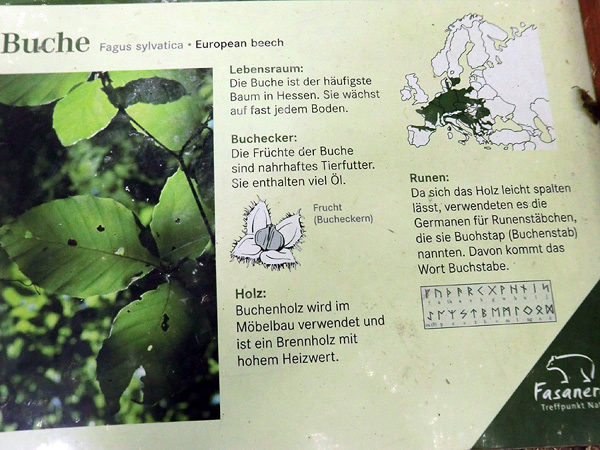 Buche Fagus sylvatica • European beech
Lebensraum:
Die Buche ist der häufigste
Baum in Hessen. Sie wächst
auf fast jedem Boden.
Buchecker:
Die Früchte der Buche
sind nahrhaftes Tierfutter.
Sie enthalten viel Öl.
Frucht
(Bucheckern)
Holz:
Buchenholz wird im
Möbelbau verwendet und
ist ein Brennholz mit
hohem Heizwert.
Runen:
Da sich das Holz leicht spalten
lässt, verwendeten es die
Germanen für Runenstäbchen,
die sie Buohstap (Buchenstab)
nannten. Davon kommt das
Wort Buchstabe.
Fasaner
Treffpunkt Na